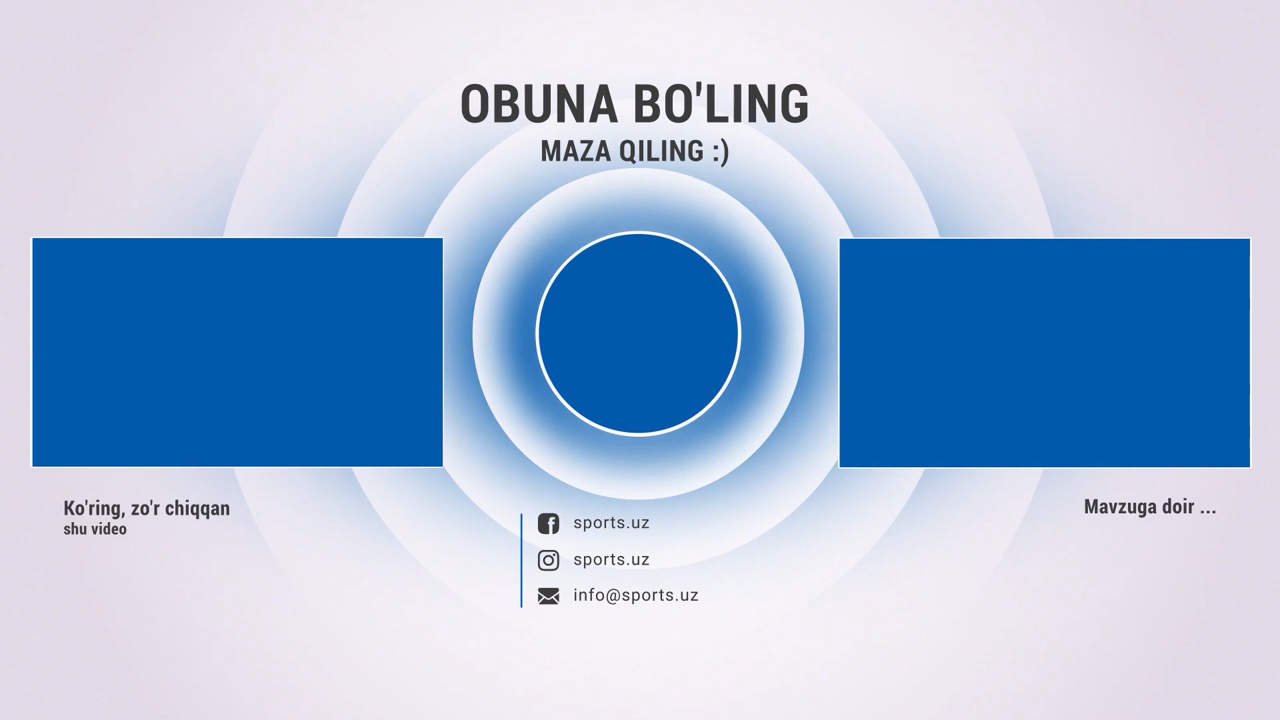 OBUNA BO'LING
MAZA QILING :)
Ko'ring, zo'r chiqqan
shu video
Mavzuga doir ...
sports.uz
sports.uz
info@sports.uz